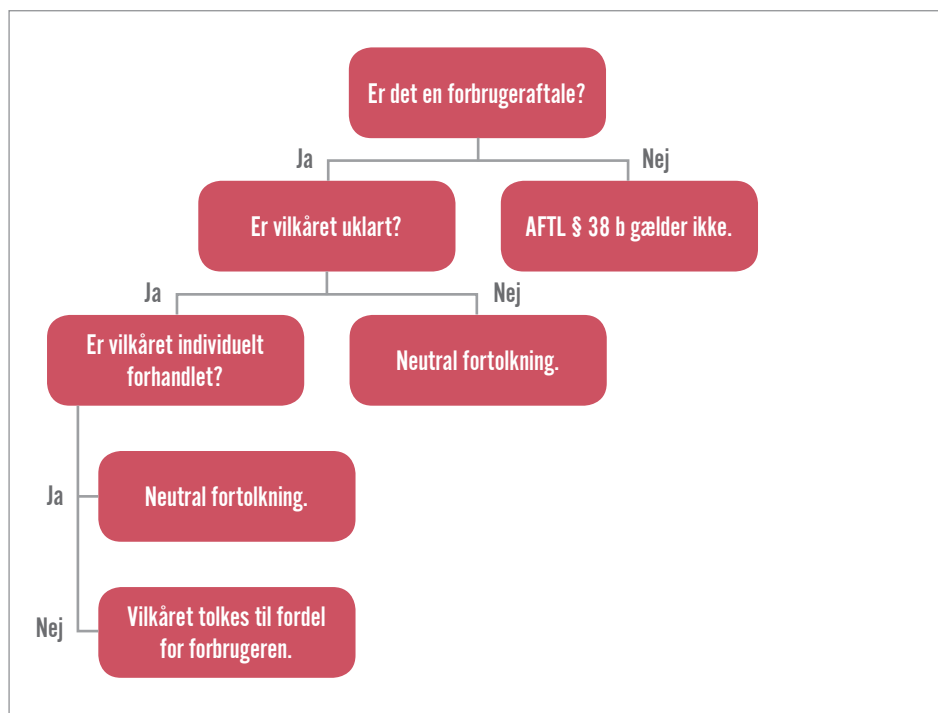 Er det en forbrugeraftale?
Ja
Nej
Er vilkåret uklart?
AFTL § 38 b gælder ikke.
Ja
Nej
Er vilkåret individuelt
forhandlet?
Neutral fortolkning.
Ja
Neutral fortolkning.
Nej
Vilkåret tolkes til fordel
for forbrugeren.